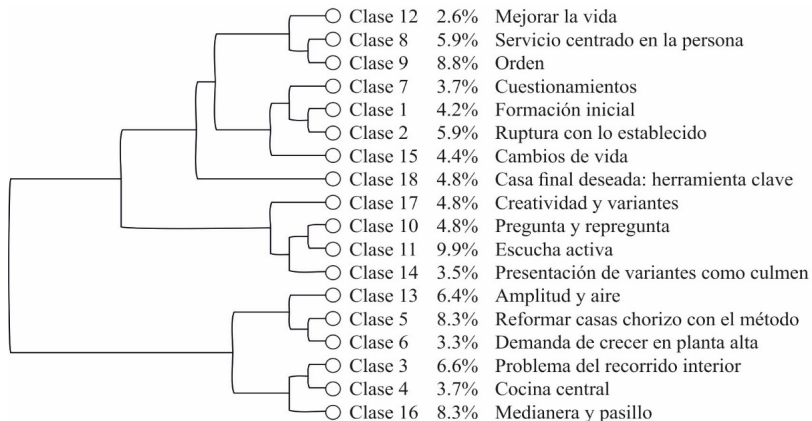 Clase 12 2.6% Mejorar la vida
Clase 8 5.9% Servicio centrado en la persona
Clase 9 8.8% Orden
Clase 7 3.7% Cuestionamientos
Clase 1 4.2% Formación inicial
Clase 2 5.9% Ruptura con lo establecido
Clase 15 4.4% Cambios de vida
Clase 18 4.8% Casa final deseada: herramienta clave
Clase 17 4.8% Creatividad y variantes
Clase 10 4.8% Pregunta y repregunta
Clase 11 9.9% Escucha activa
Clase 14 3.5% Presentación de variantes como culmen
Clase 13 6.4% Amplitud y aire
Clase 5 8.3% Reformar casas chorizo con el método
Clase 6 3.3% Demanda de crecer en planta alta
Clase 3 6.6% Problema del recorrido interior
Clase 4 3.7% Cocina central
Clase 16 8.3% Medianera y pasillo